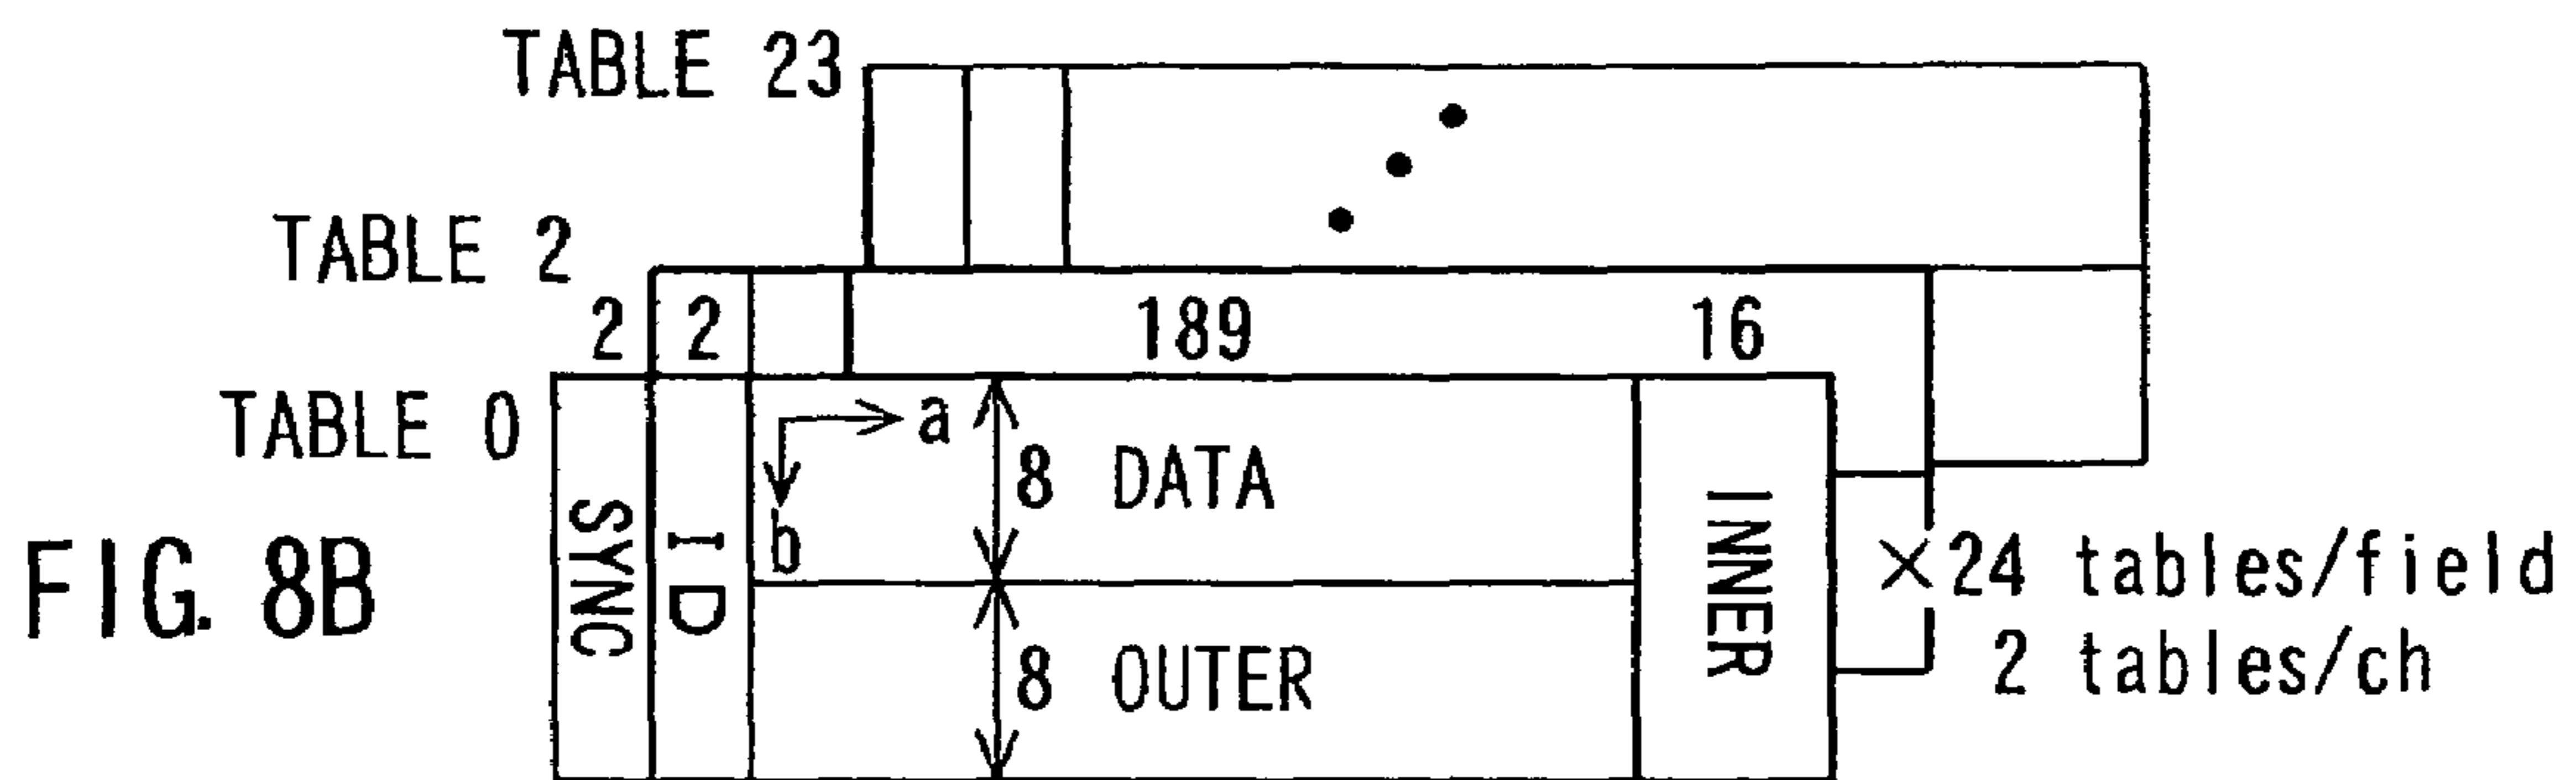 TABLE 23
TABLE 2
2 2 189 16
TABLE 0
a
8 DATA
b
SYNC
ID
INNER
FIG. 8B
×24 tables/field
8 OUTER
2 tables/ch